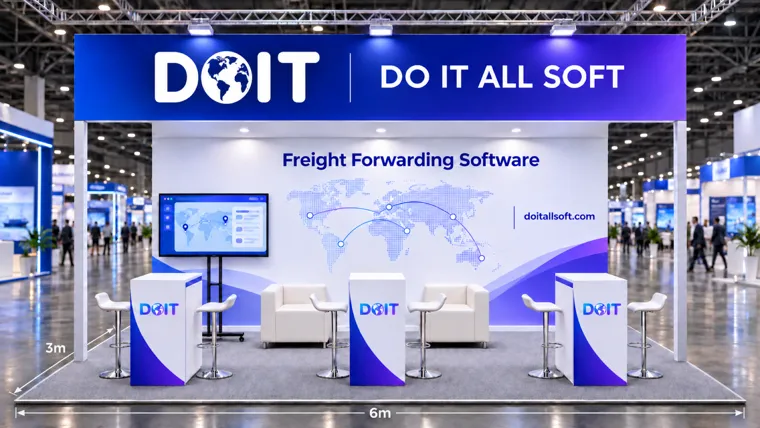 DOIT
DO IT ALL SOFT
Freight Forwarding Software
doitallsoft.com
DOIT
DOIT
DOIT
3m
6m